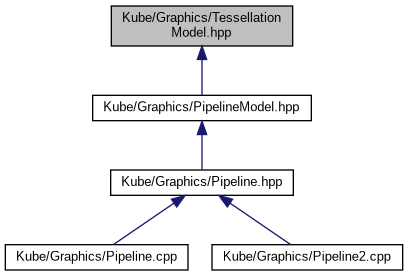 Kube/Graphics/Tessellation
Model.hpp
Kube/Graphics/PipelineModel.hpp
Kube/Graphics/Pipeline.hpp
Kube/Graphics/Pipeline.cpp
Kube/Graphics/Pipeline2.cpp